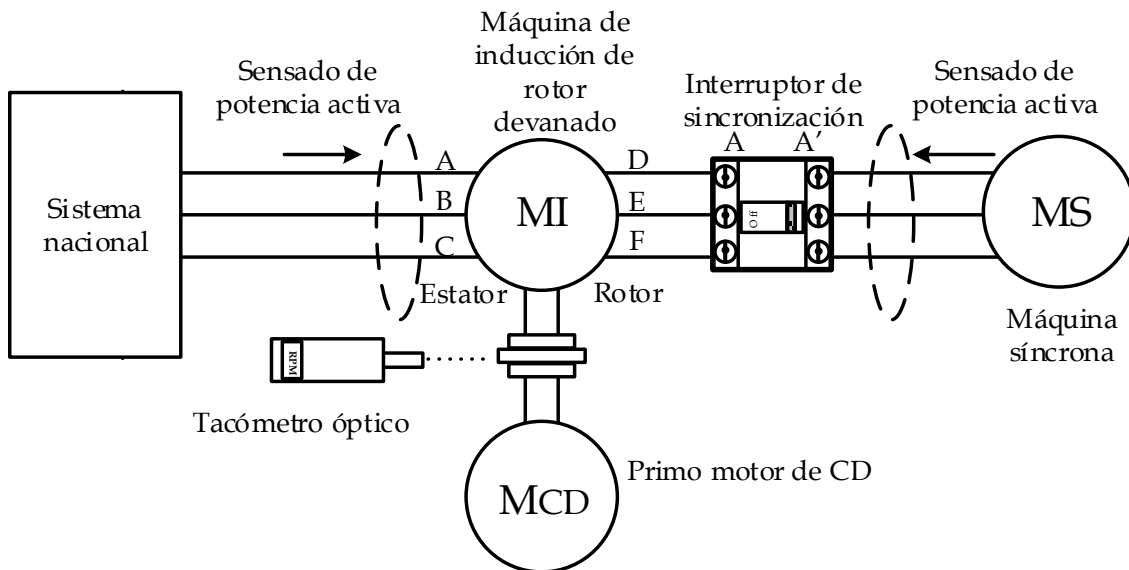 Máquina de
inducción de
rotor
devanado
Sensado de
potencia activa
Interruptor de
sincronización
Sensado de
potencia activa
A
A'
A
B
C
D
E
F
Sistema
nacional
MI
Off
MS
Estator
Rotor
Máquina
síncrona
RPM
Tacómetro óptico
MCD
Primo motor de CD